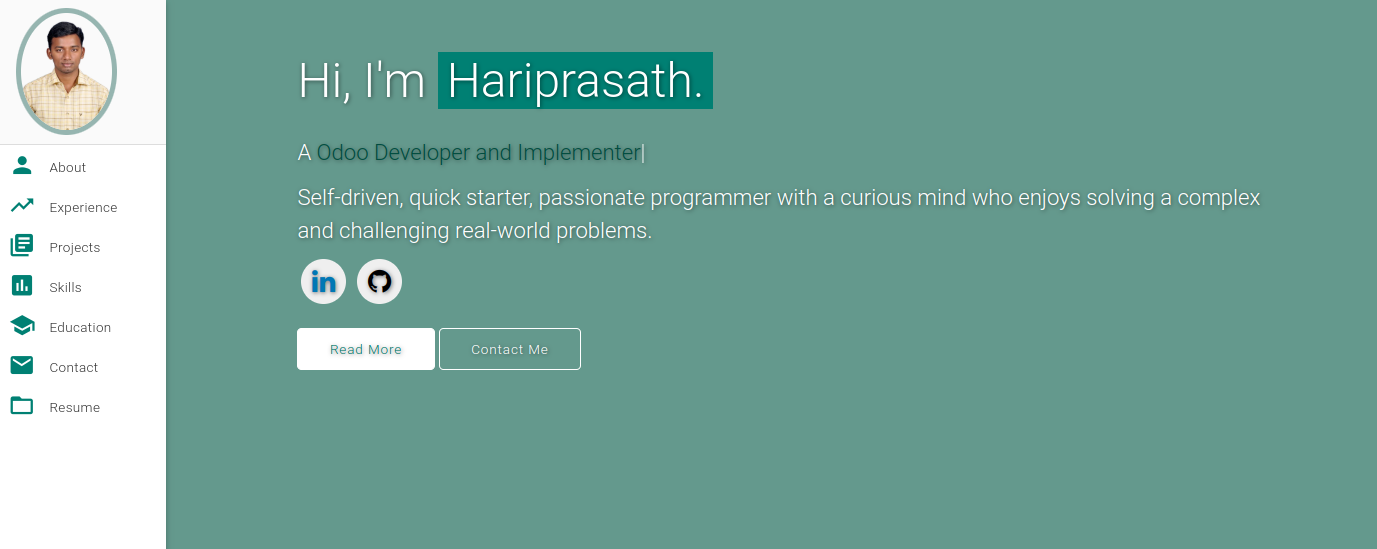 About
Experience
Projects
Skills
Education
Contact
Resume
Hi, I'm Hariprasath.
A Odoo Developer and Implementer|
Self-driven, quick starter, passionate programmer with a curious mind who enjoys solving a complex
and challenging real-world problems.
in
Read More Contact Me